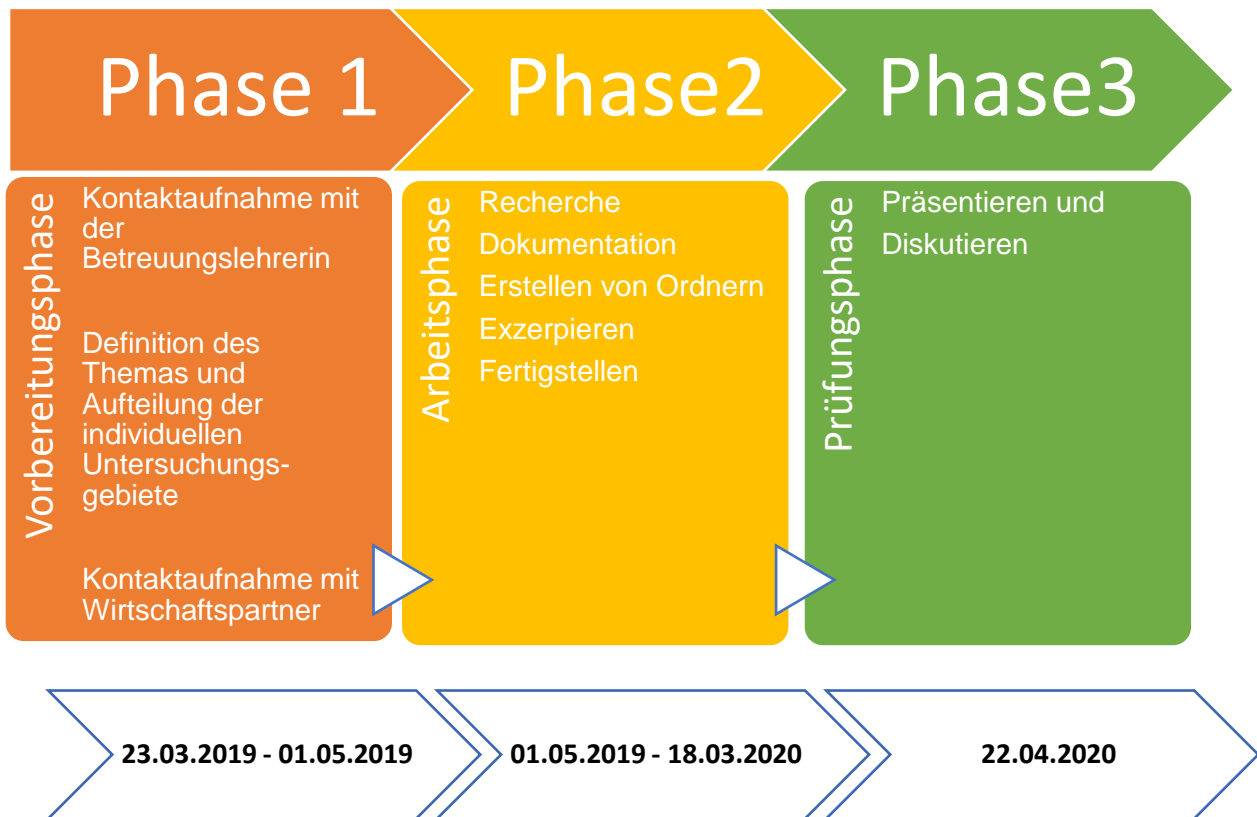 Phase 1
Phase2
Phase3
Vorbereitungsphase
Kontaktaufnahme mit
der
Betreuungslehrerin
Definition des
Themas und
Aufteilung der
individuellen
Untersuchungs-
gebiete
Kontaktaufnahme mit
Wirtschaftspartner
Arbeitsphase
Recherche
Dokumentation
Erstellen von Ordnern
Exzerpieren
Fertigstellen
Prüfungsphase
Präsentieren und
Diskutieren
23.03.2019 - 01.05.2019
01.05.2019 - 18.03.2020
22.04.2020